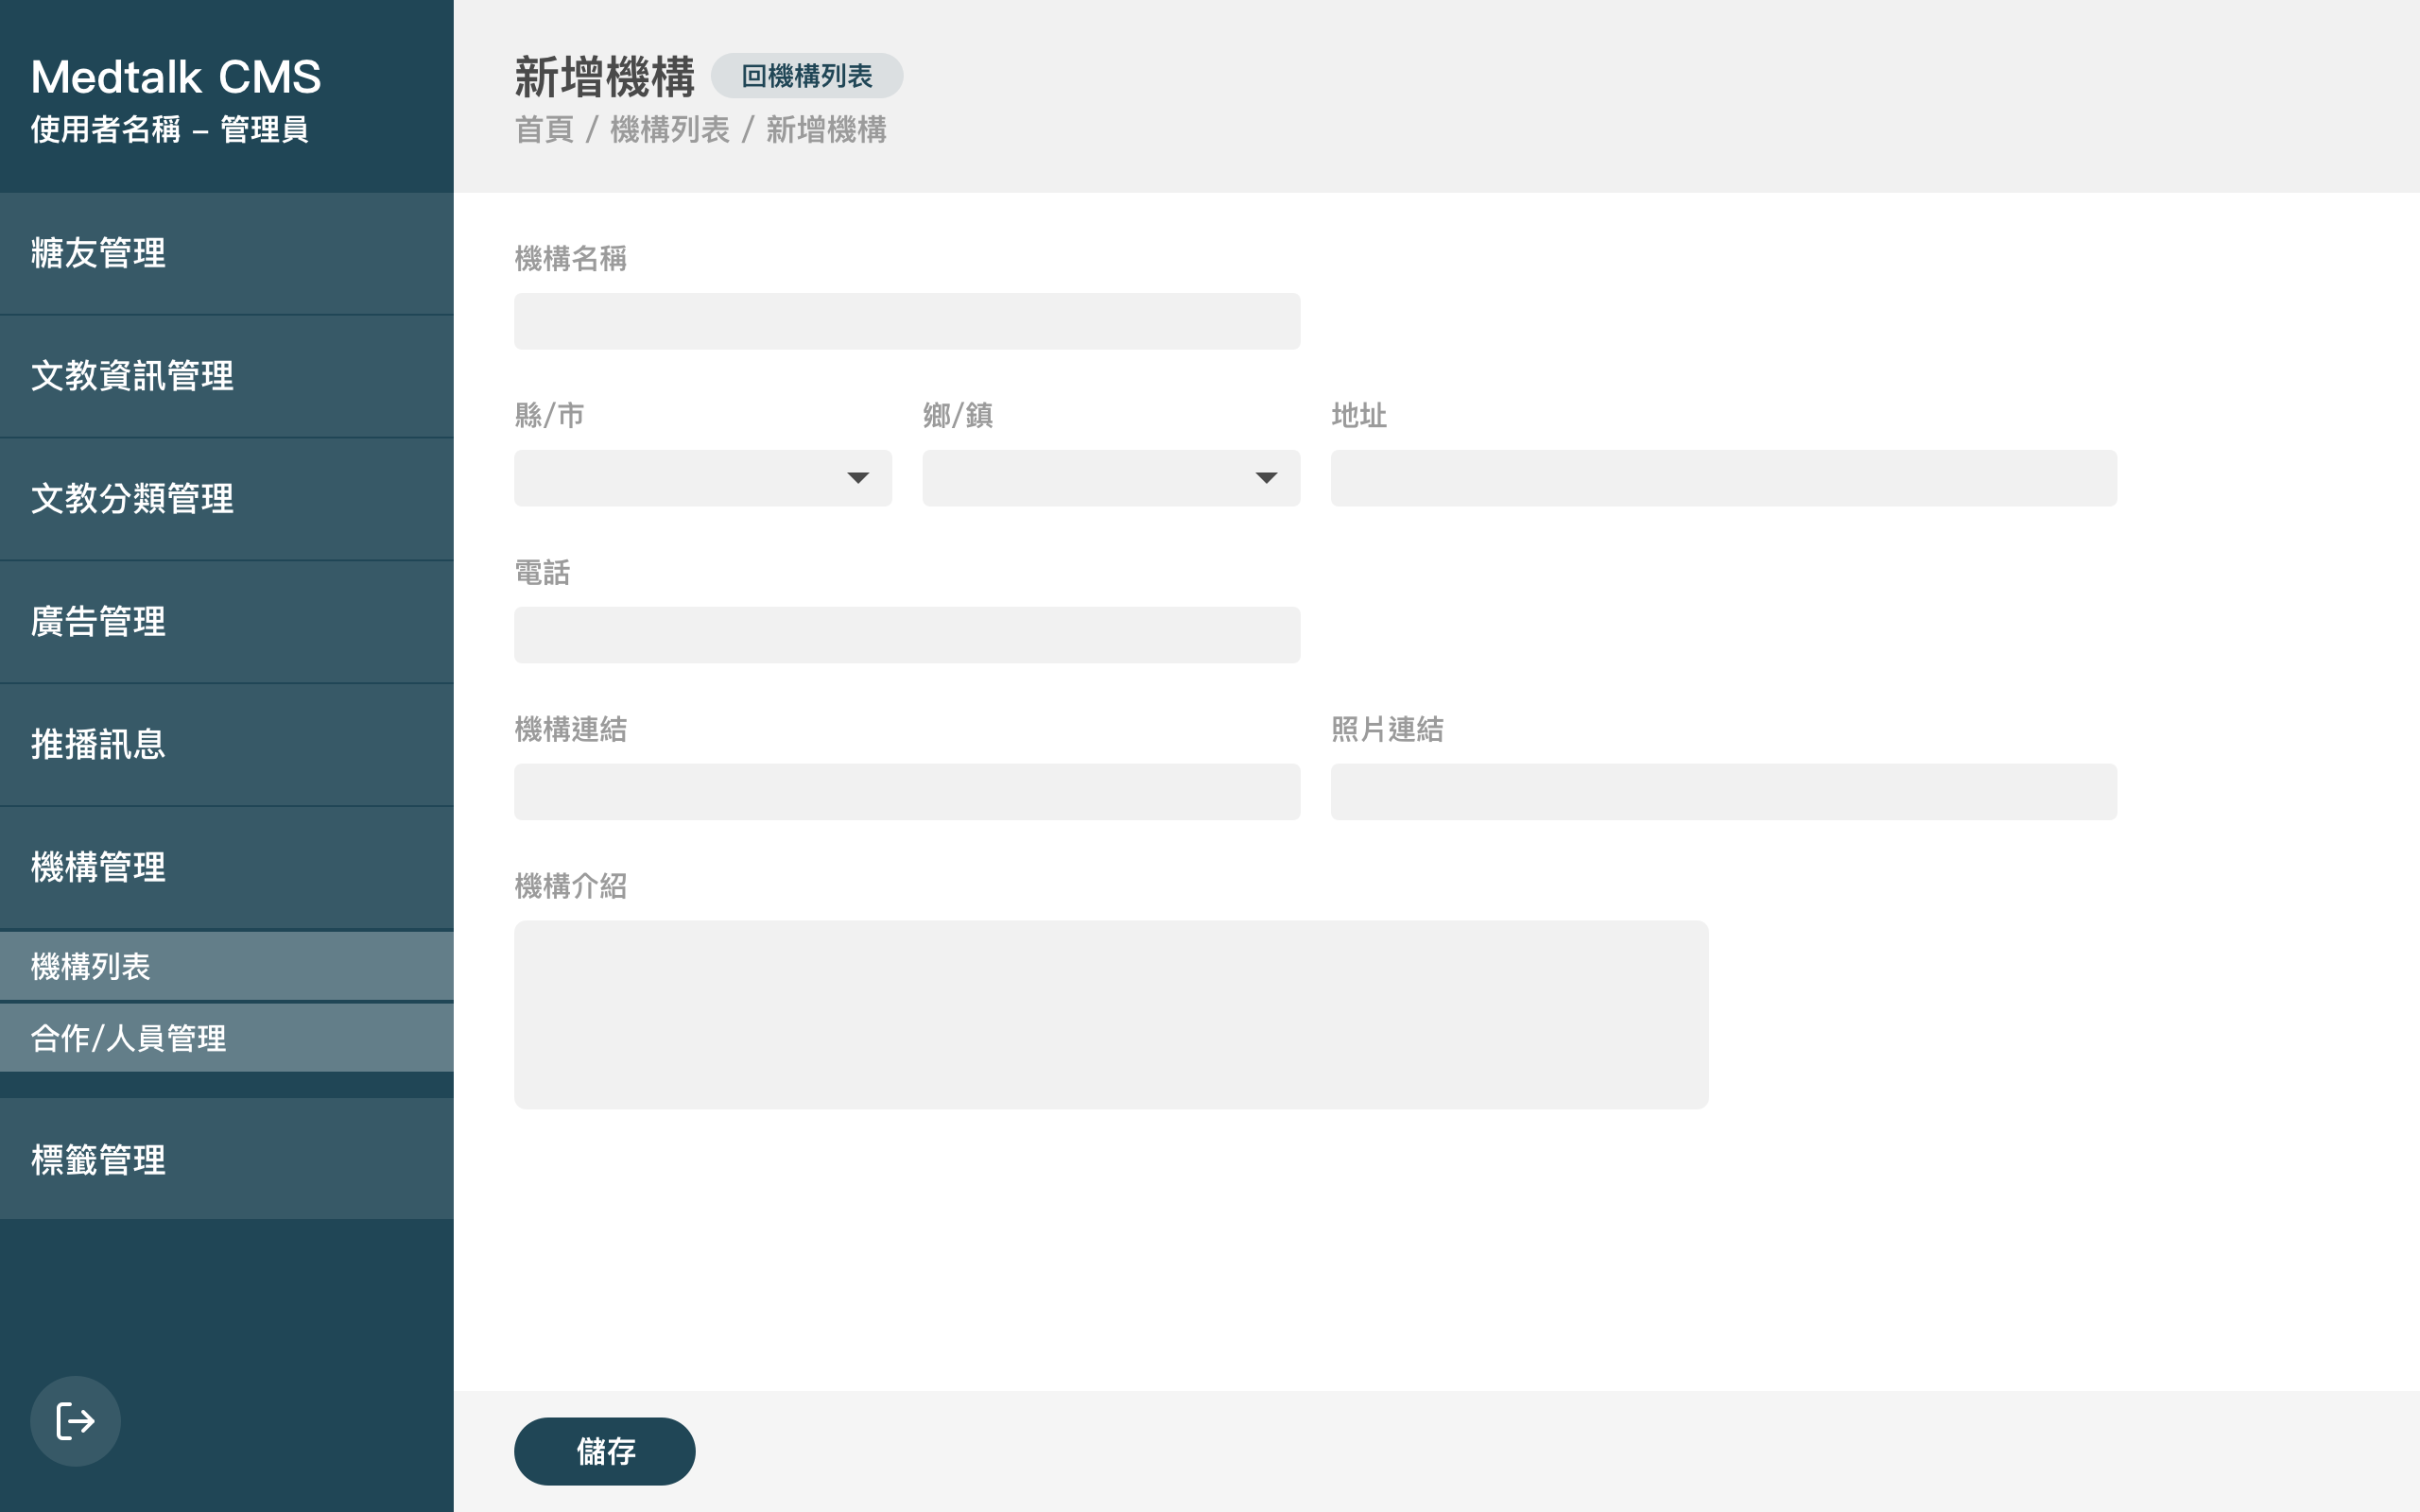 Medtalk CMS
使用者名稱 – 管理員
糖友管理
文教資訊管理
文教分類管理
廣告管理
推播訊息
機構管理
機構列表
合作/人員管理
標籤管理
新增機構
回機構列表
首頁 / 機構列表 / 新增機構
機構名稱
縣/市
鄉/鎮
地址
電話
機構連結
照片連結
機構介紹
儲存